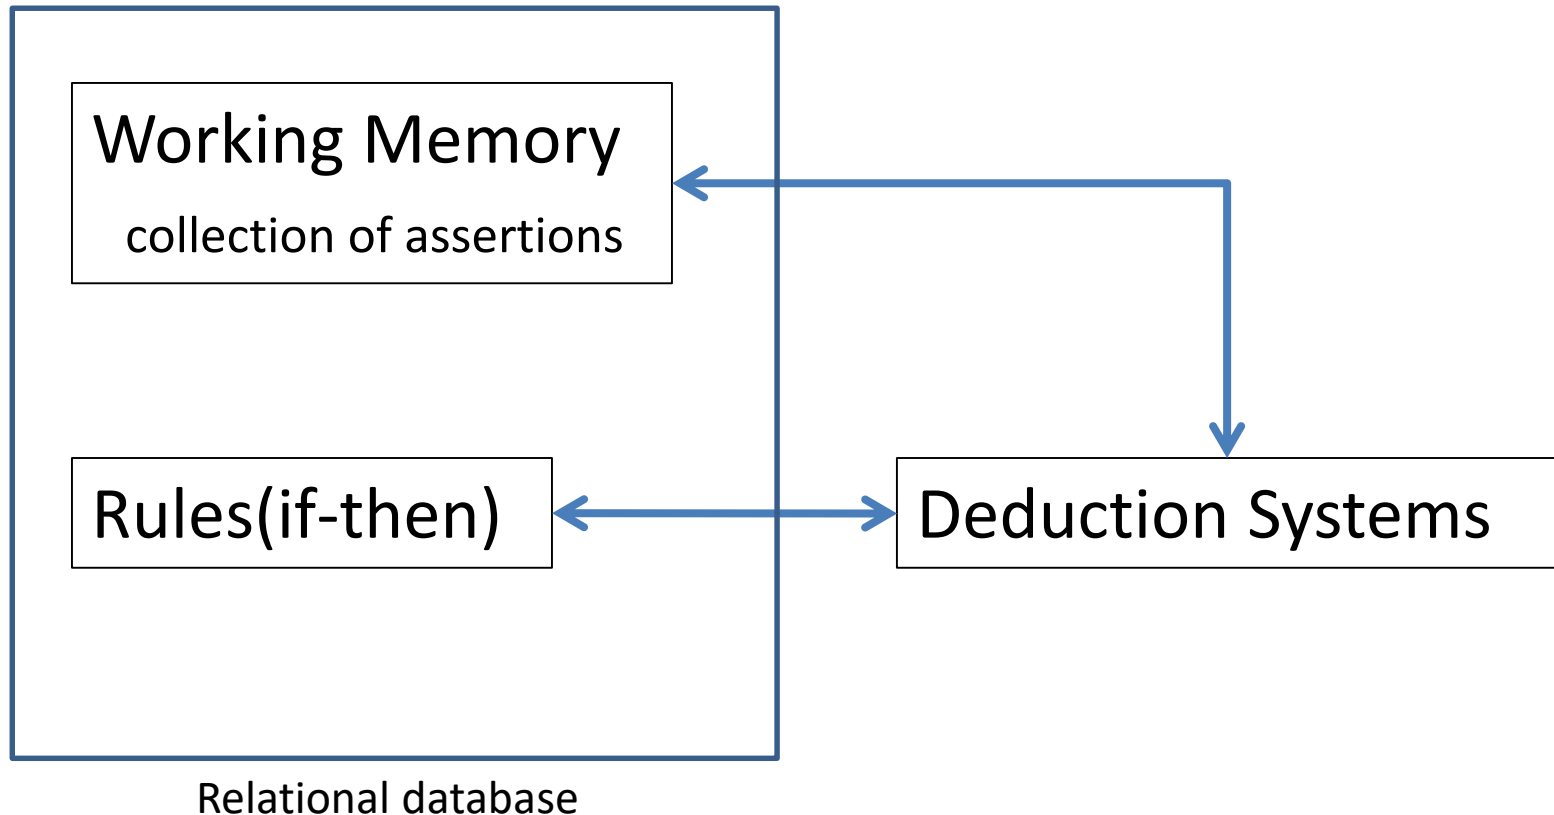 Working Memory
collection of assertions
Rules(if-then)
Deduction Systems
Relational database